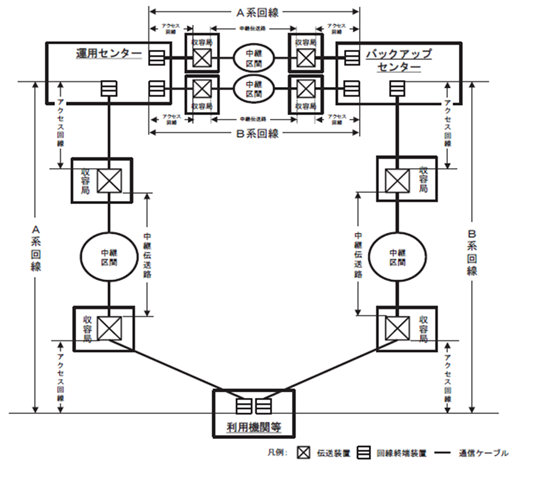 A系回線
アクセス
回線
中継伝送路
アクセス
回線
運用センター
収容局
中継
区間
収容局
バックアップ
センター
収容局
中継
区間
収容局
アクセス
回線
中継伝送路
アクセス
回線
B系回線
アクセス回線
アクセス回線
収容局
収容局
A系回線
中継伝送路
中継
区間
中継伝送路
中継
区間
B系回線
収容局
収容局
アクセス回線
アクセス回線
利用機関等
凡例: 伝送装置 回線終端装置 通信ケーブル